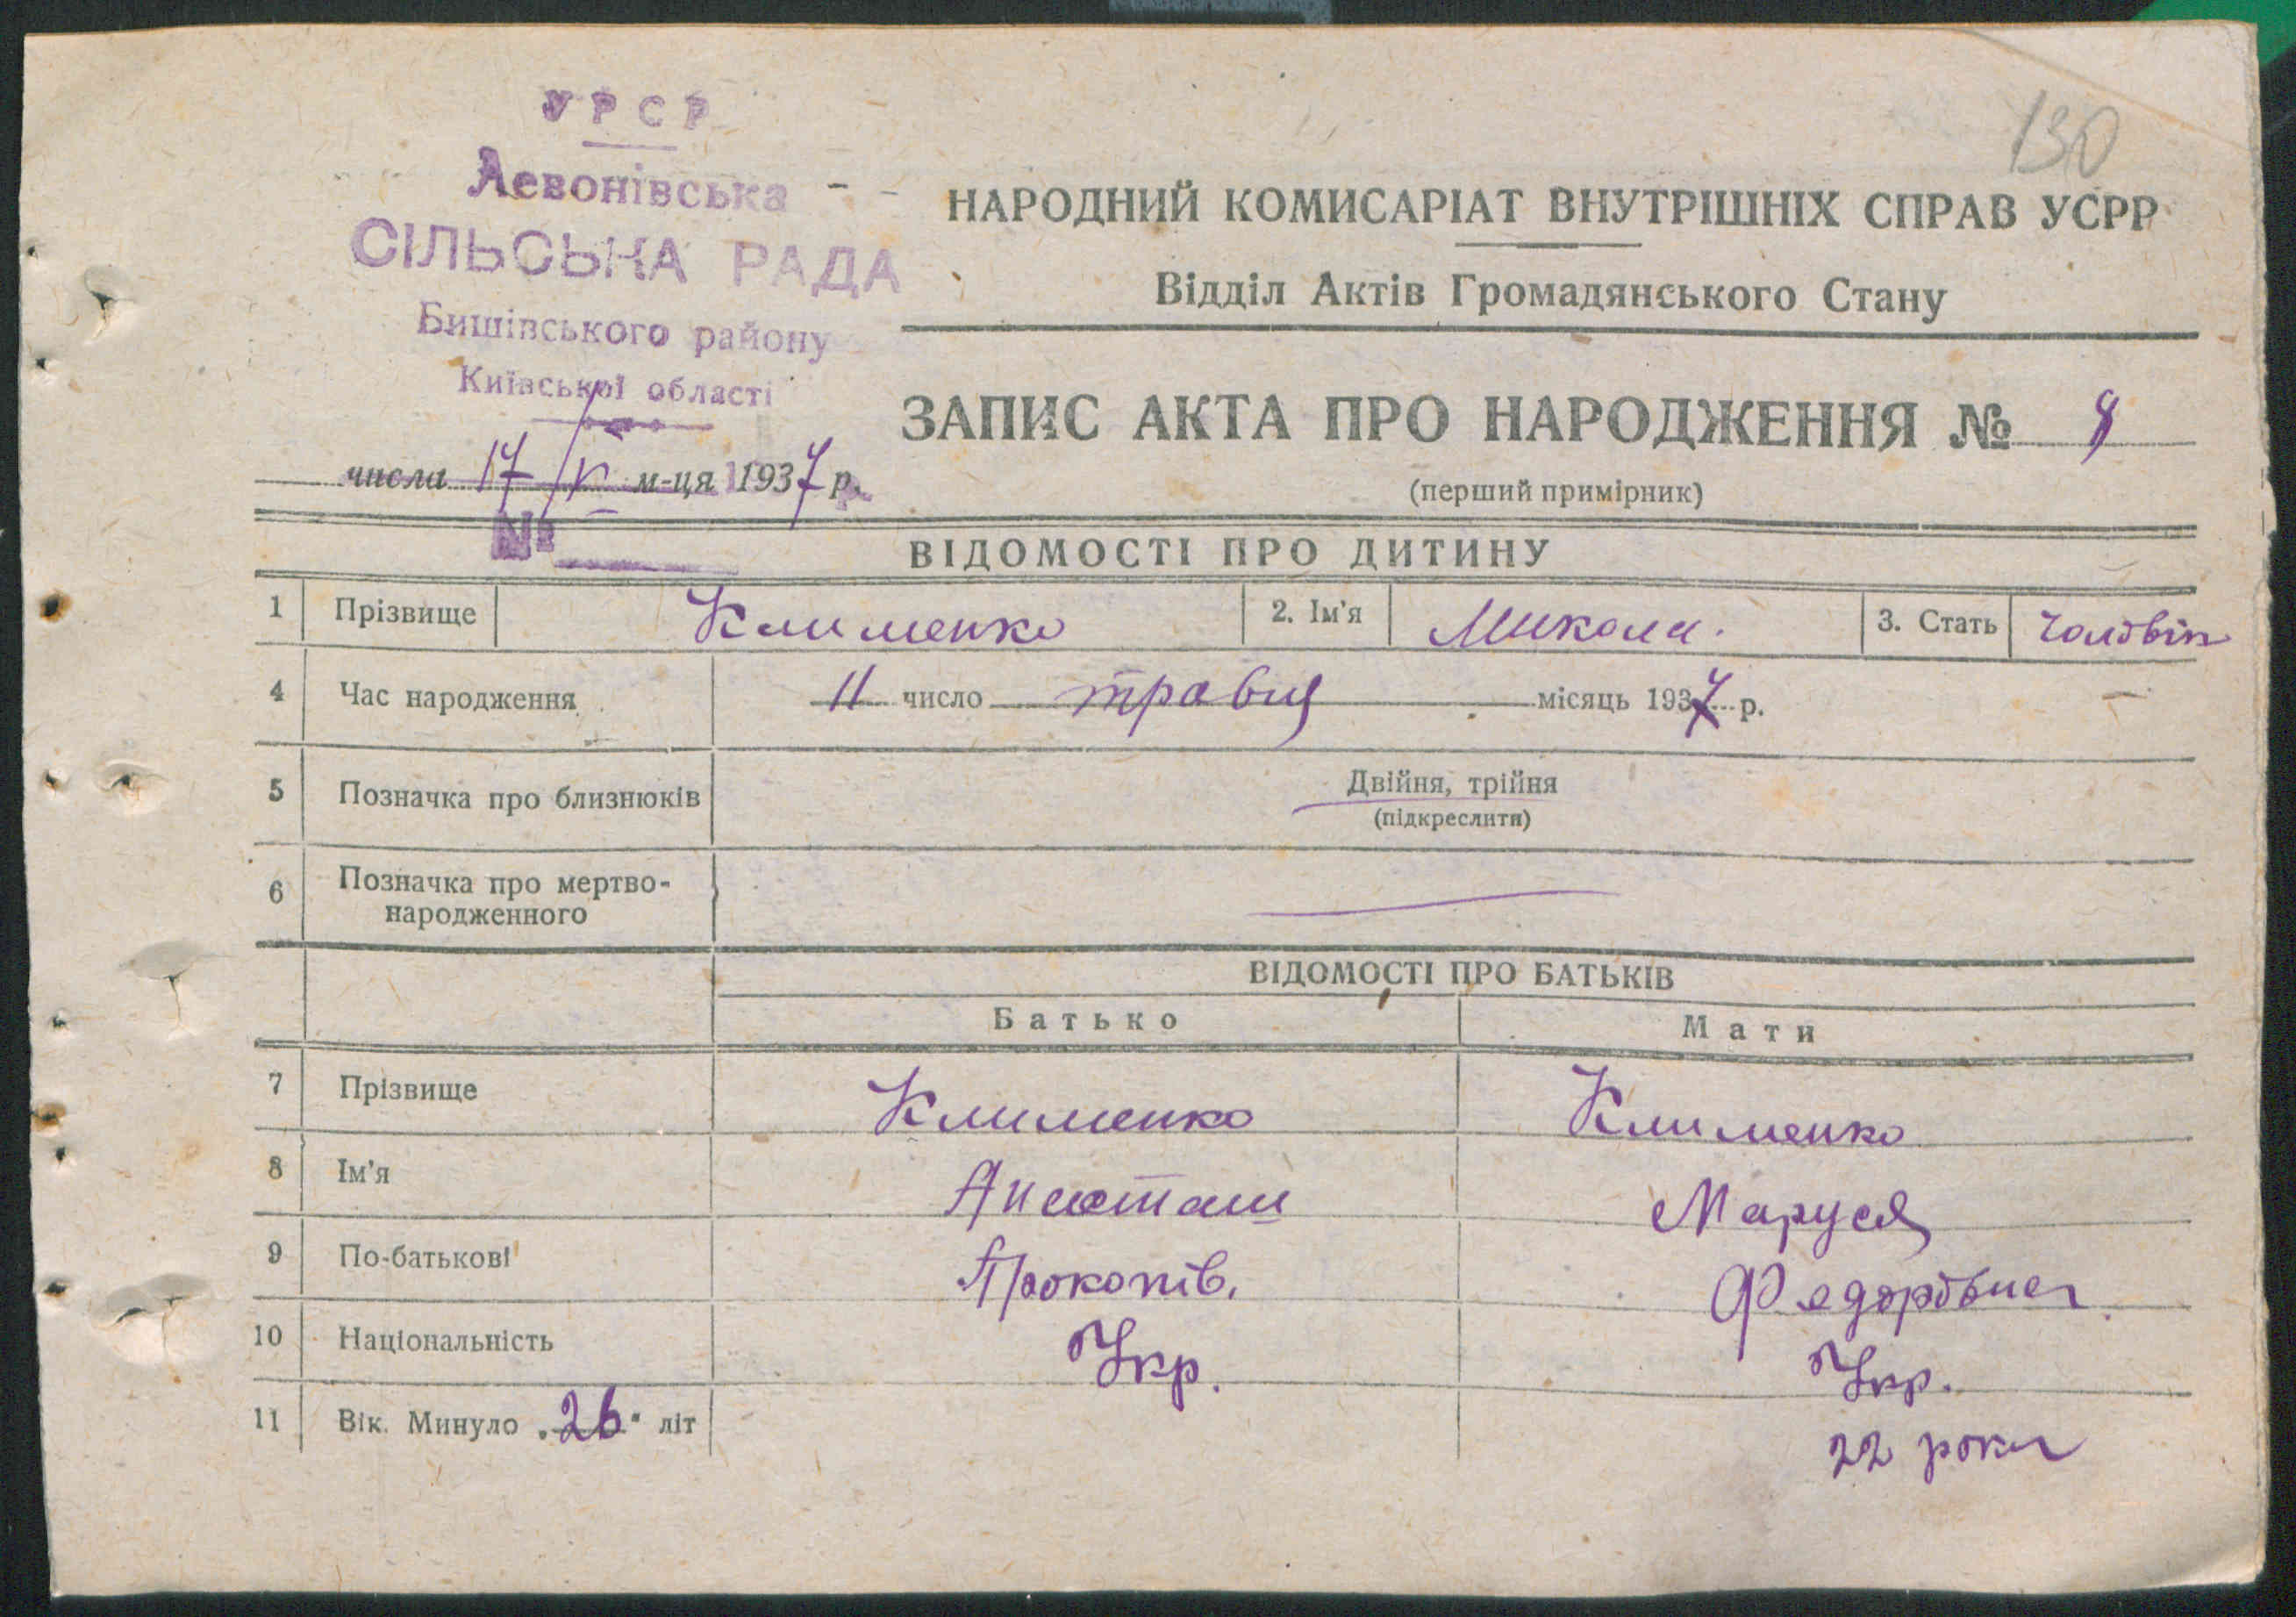 130
УРСР
Левонівська
СІЛЬСЬКА РАДА
Бишівського району
Київської області
НАРОДНИЙ КОМИСАРІАТ ВНУТРІШНІХ СПРАВ УСРР
Відділ Актів Громадянського Стану
ЗАПИС АКТА ПРО НАРОДЖЕННЯ № 8
(перший примірник)
числа 17/V м-ця 1937 р.
№
ВІДОМОСТІ ПРО ДИТИНУ
1 Прізвище Клименко 2. Ім'я Микола. 3. Стать чоловік
4 Час народження 11 число травня місяць 1937 р.
5 Позначка про близнюків Двійня, трійня
(підкреслити)
6 Позначка про мертво-
народженного
ВІДОМОСТІ ПРО БАТЬКІВ
Батько Мати
7 Прізвище Клименко Клименко
8 Ім'я Маруся
9 По-батькові Прокопів. Федорівна
10 Національність Укр. Укр.
11 Вік. Минуло „26" літ 22 роки